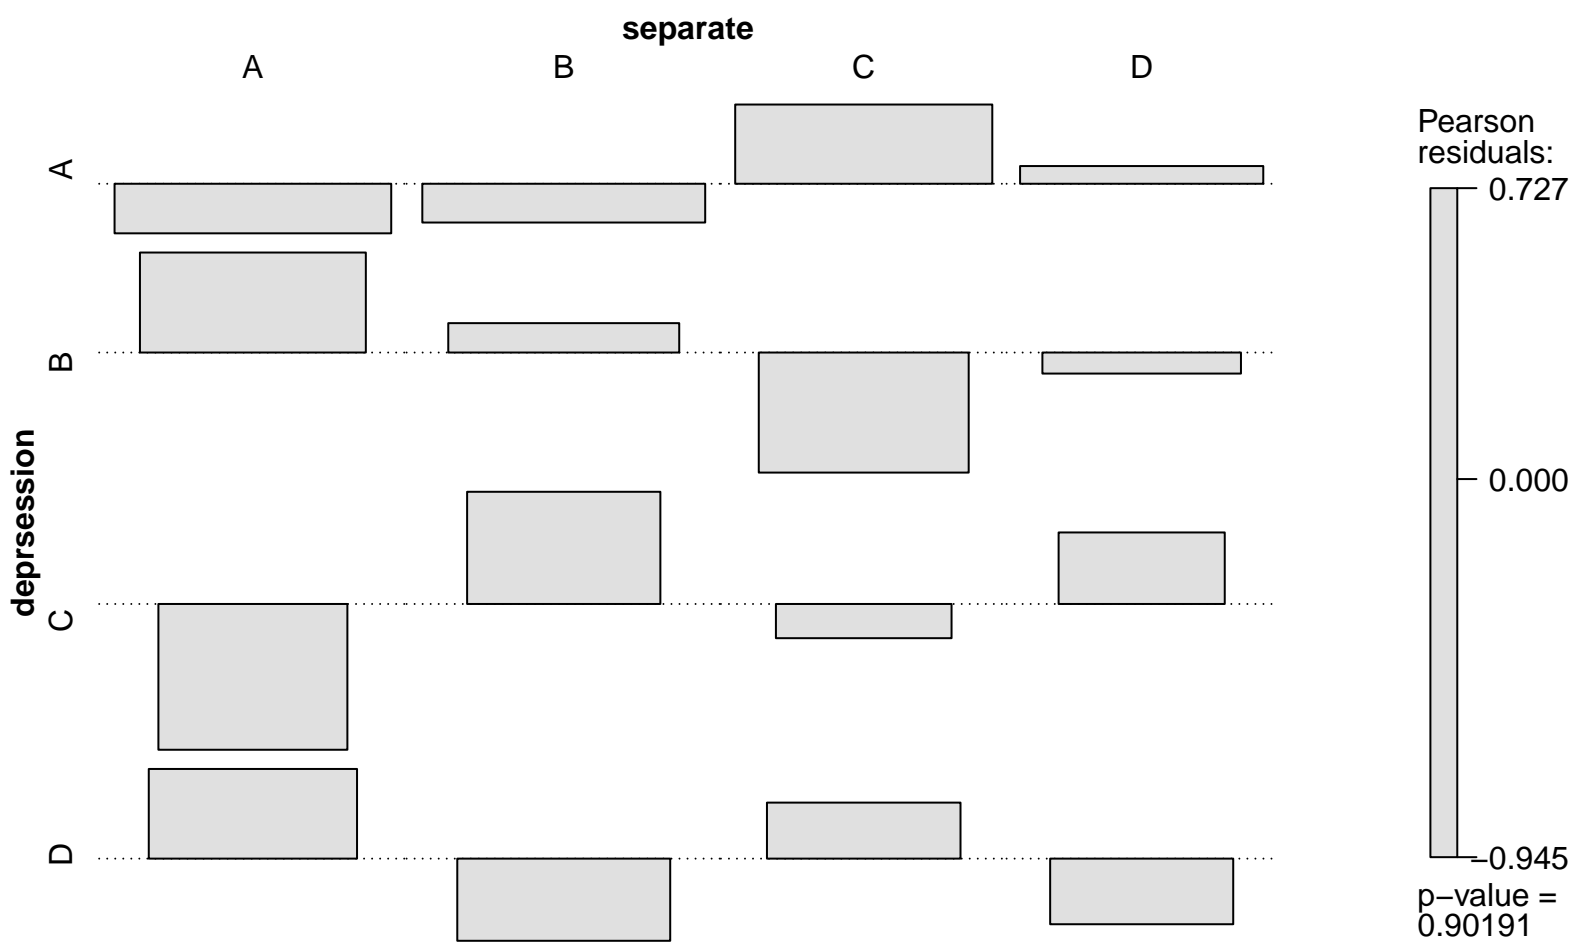 separate
A B C D
deprsession
A
B
C
D
Pearson
residuals:
0.727
0.000
−0.945
p−value =
0.90191